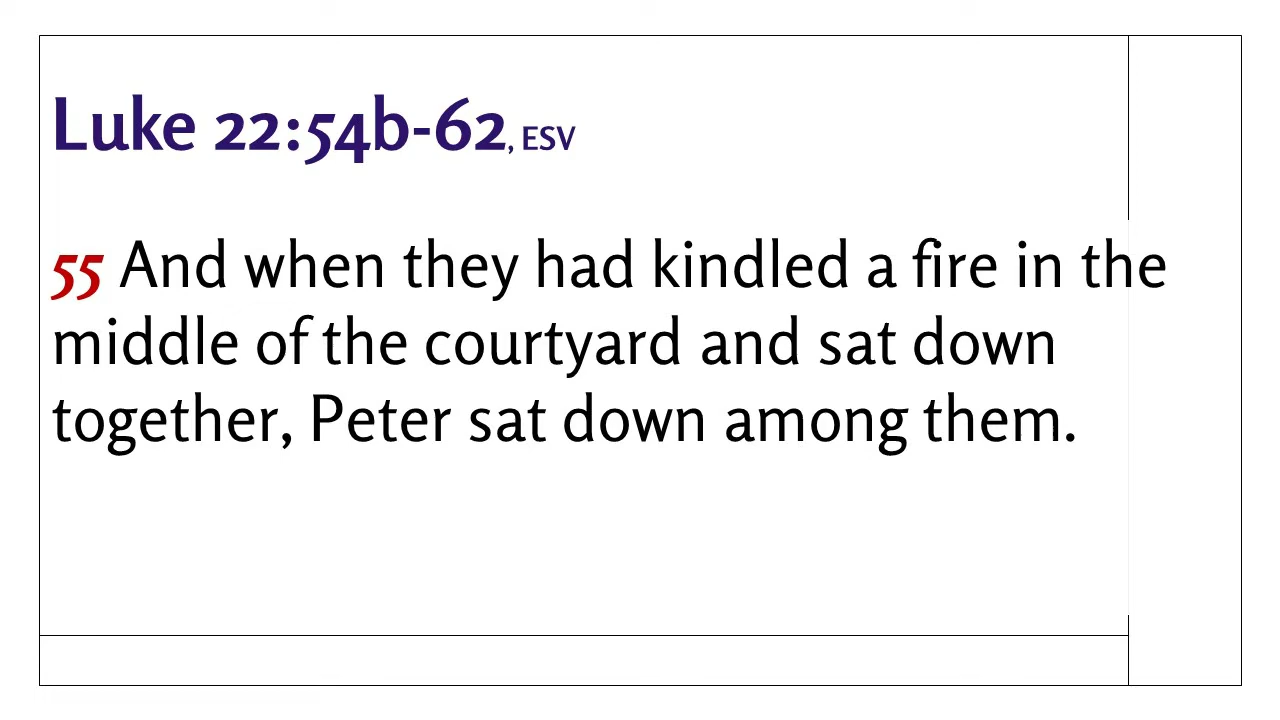 Luke 22:54b-62, ESV
55 And when they had kindled a fire in the
middle of the courtyard and sat down
together, Peter sat down among them.